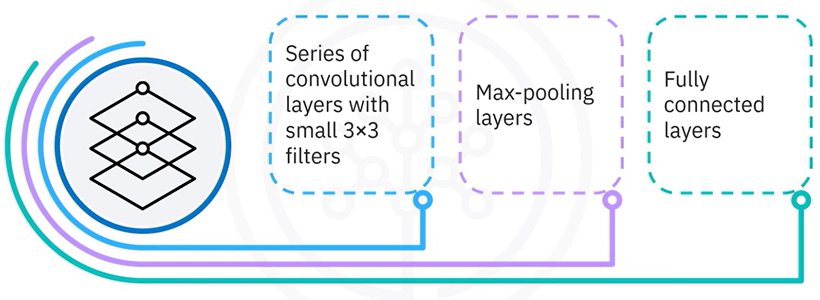 Series of
convolutional
layers with
small 3×3
filters
Max-pooling
layers
Fully
connected
layers